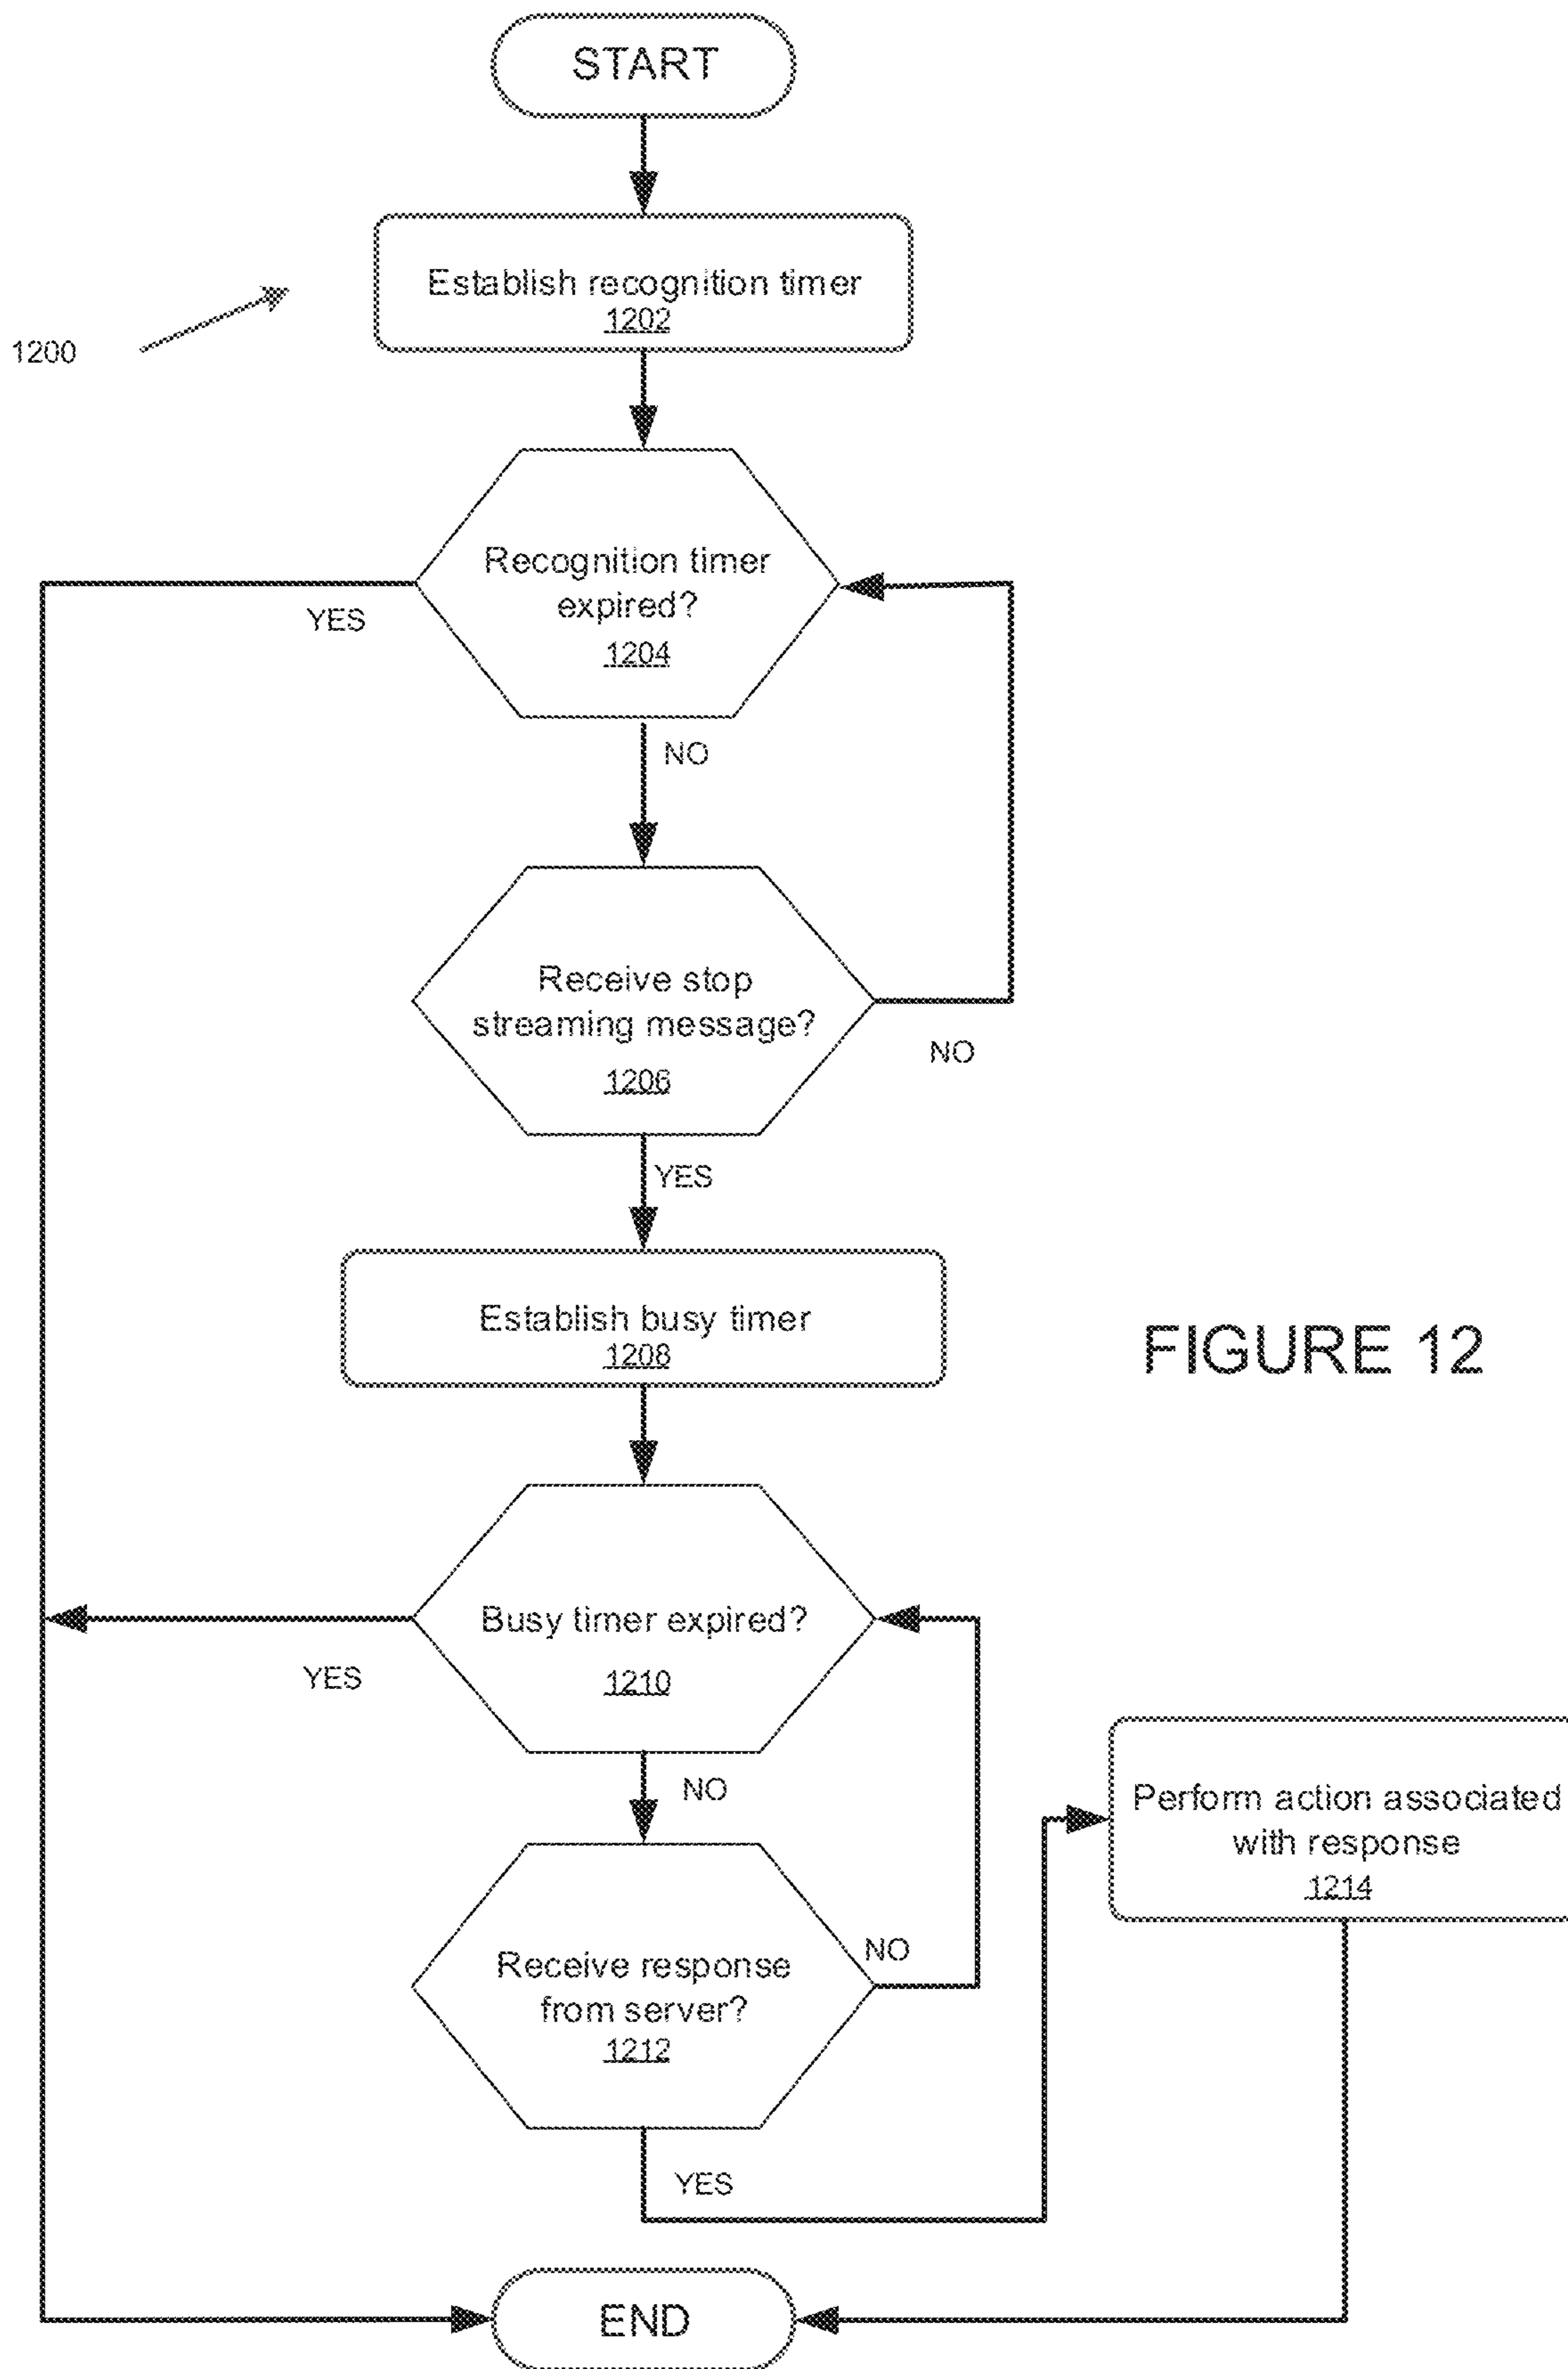 START
Establish recognition timer
1202
1200
Recognition timer
expired?
1204
YES
NO
Receive stop
streaming message?
1206
NO
YES
Establish busy timer
1208
FIGURE 12
Busy timer expired?
1210
YES
NO
Perform action associated
with response
1214
Receive response
from server?
1212
NO
YES
END